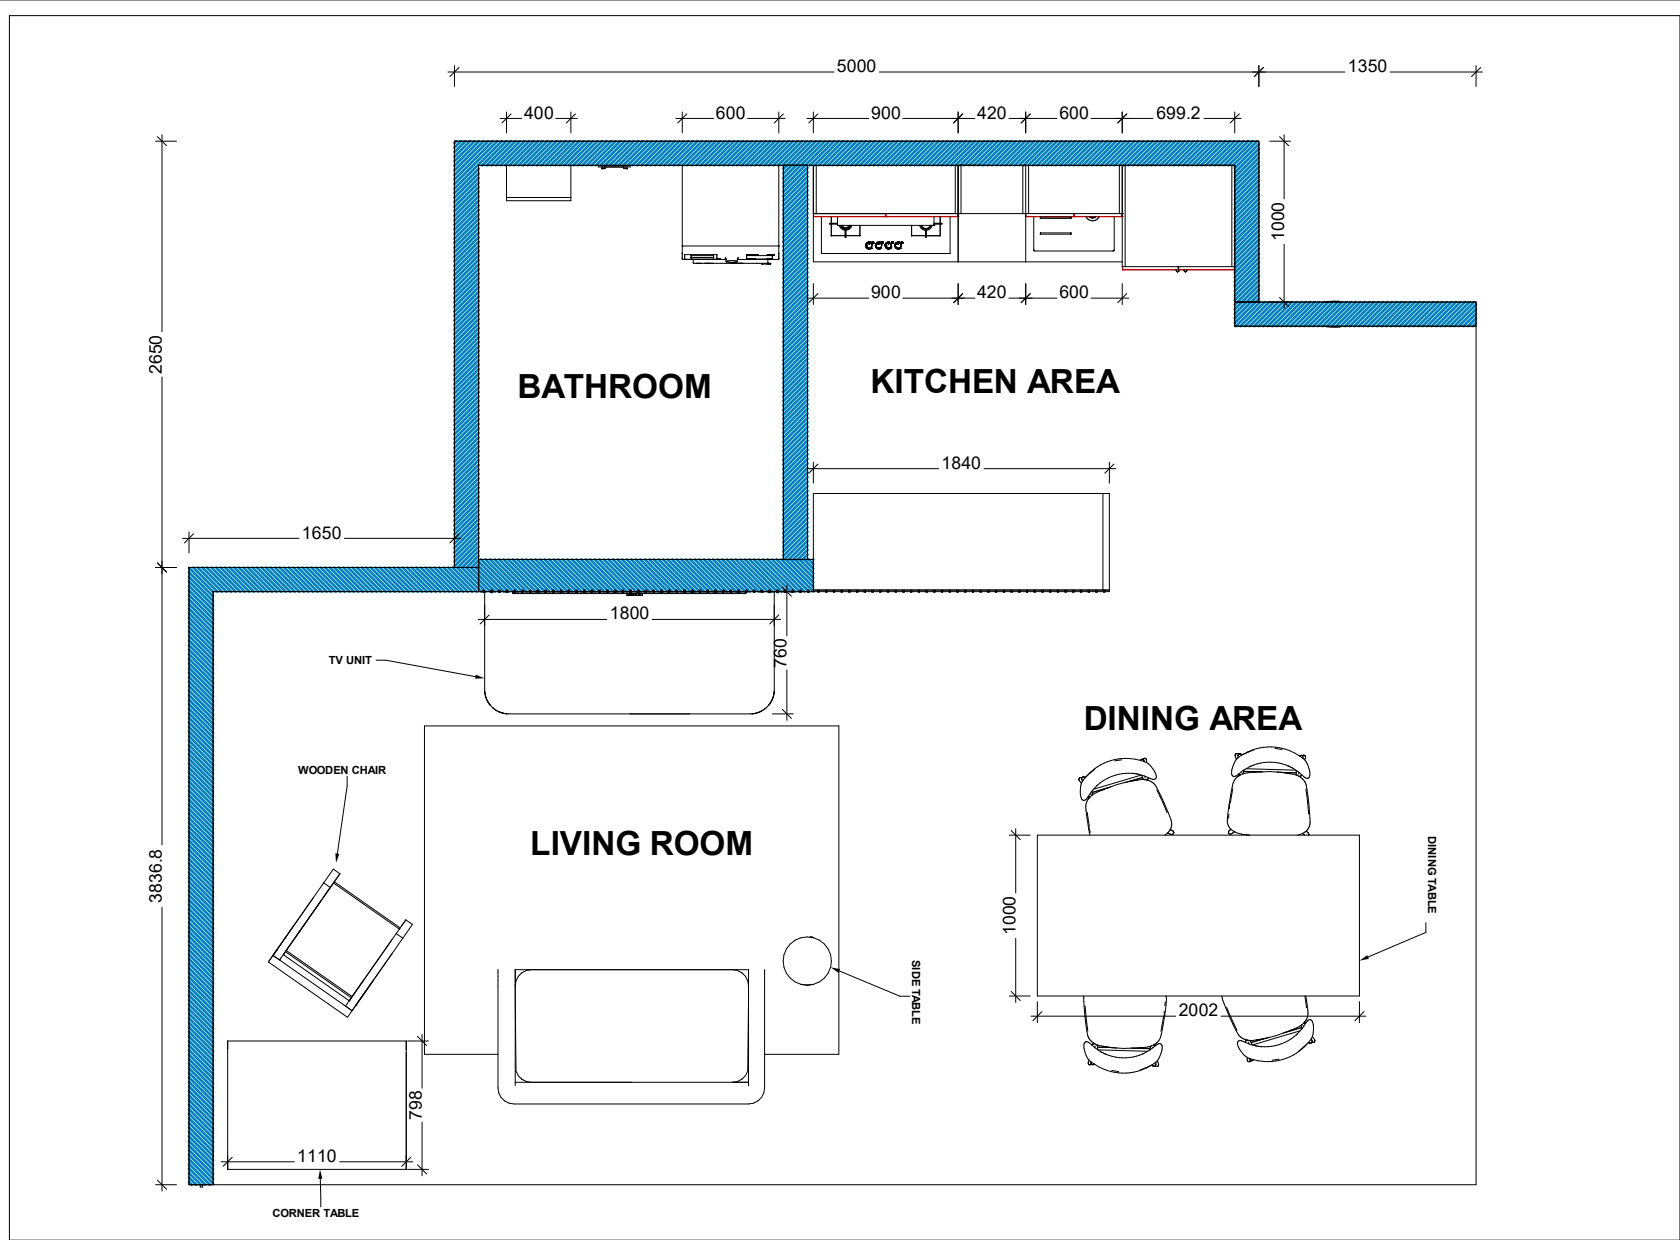 5000
1350
400
600
900
420
600
699.2
1000
900
420
600
2650
BATHROOM
KITCHEN AREA
1840
1650
1800
760
TV UNIT
DINING AREA
WOODEN CHAIR
LIVING ROOM
3836.8
DINING TABLE
1000
SIDE TABLE
2002
798
1110
CORNER TABLE